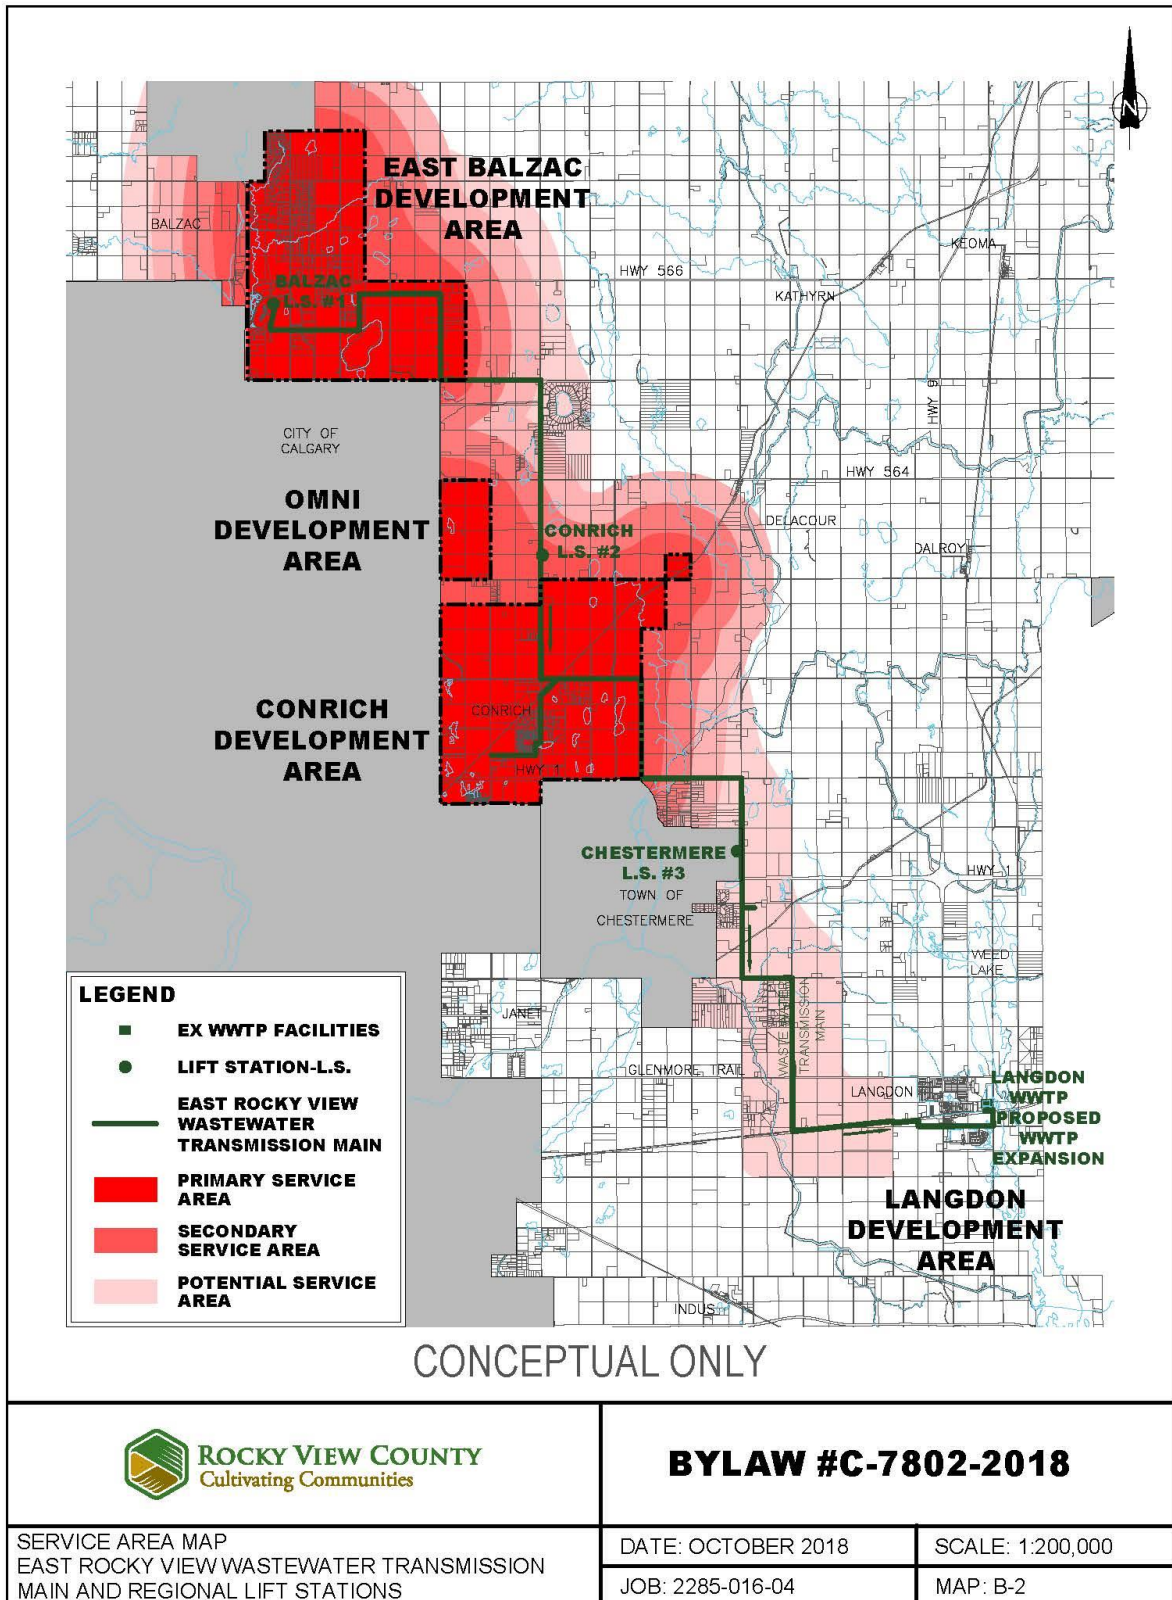 N
EAST BALZAC
DEVELOPMENT
AREA
BALZAC
KEOMA
HWY 566
BALZAC
L.S. #1
KATHYRN
HWY 9
CITY OF
CALGARY
HWY 564
OMNI
DEVELOPMENT
AREA
CONRICH
L.S. #2
DELACOUR
DALROY
CONRICH
DEVELOPMENT
AREA
CONRICH
HWY 1
CHESTERMERE
L.S. #3
HWY 1
TOWN OF
CHESTERMERE
WEED
LAKE
LEGEND
EX WWTP FACILITIES
LIFT STATION-L.S.
EAST ROCKY VIEW
WASTEWATER
TRANSMISSION MAIN
PRIMARY SERVICE
AREA
SECONDARY
SERVICE AREA
POTENTIAL SERVICE
AREA
JANET
WASTE WATER
TRANSMISSION
MAIN
GLENMORE TRAIL
LANGDON
LANGDON
WWTP
PROPOSED
WWTP
EXPANSION
LANGDON
DEVELOPMENT
AREA
INDUS
CONCEPTUAL ONLY
ROCKY VIEW COUNTY
Cultivating Communities
BYLAW #C-7802-2018
SERVICE AREA MAP
EAST ROCKY VIEW WASTEWATER TRANSMISSION
MAIN AND REGIONAL LIFT STATIONS
DATE: OCTOBER 2018
SCALE: 1:200,000
JOB: 2285-016-04
MAP: B-2